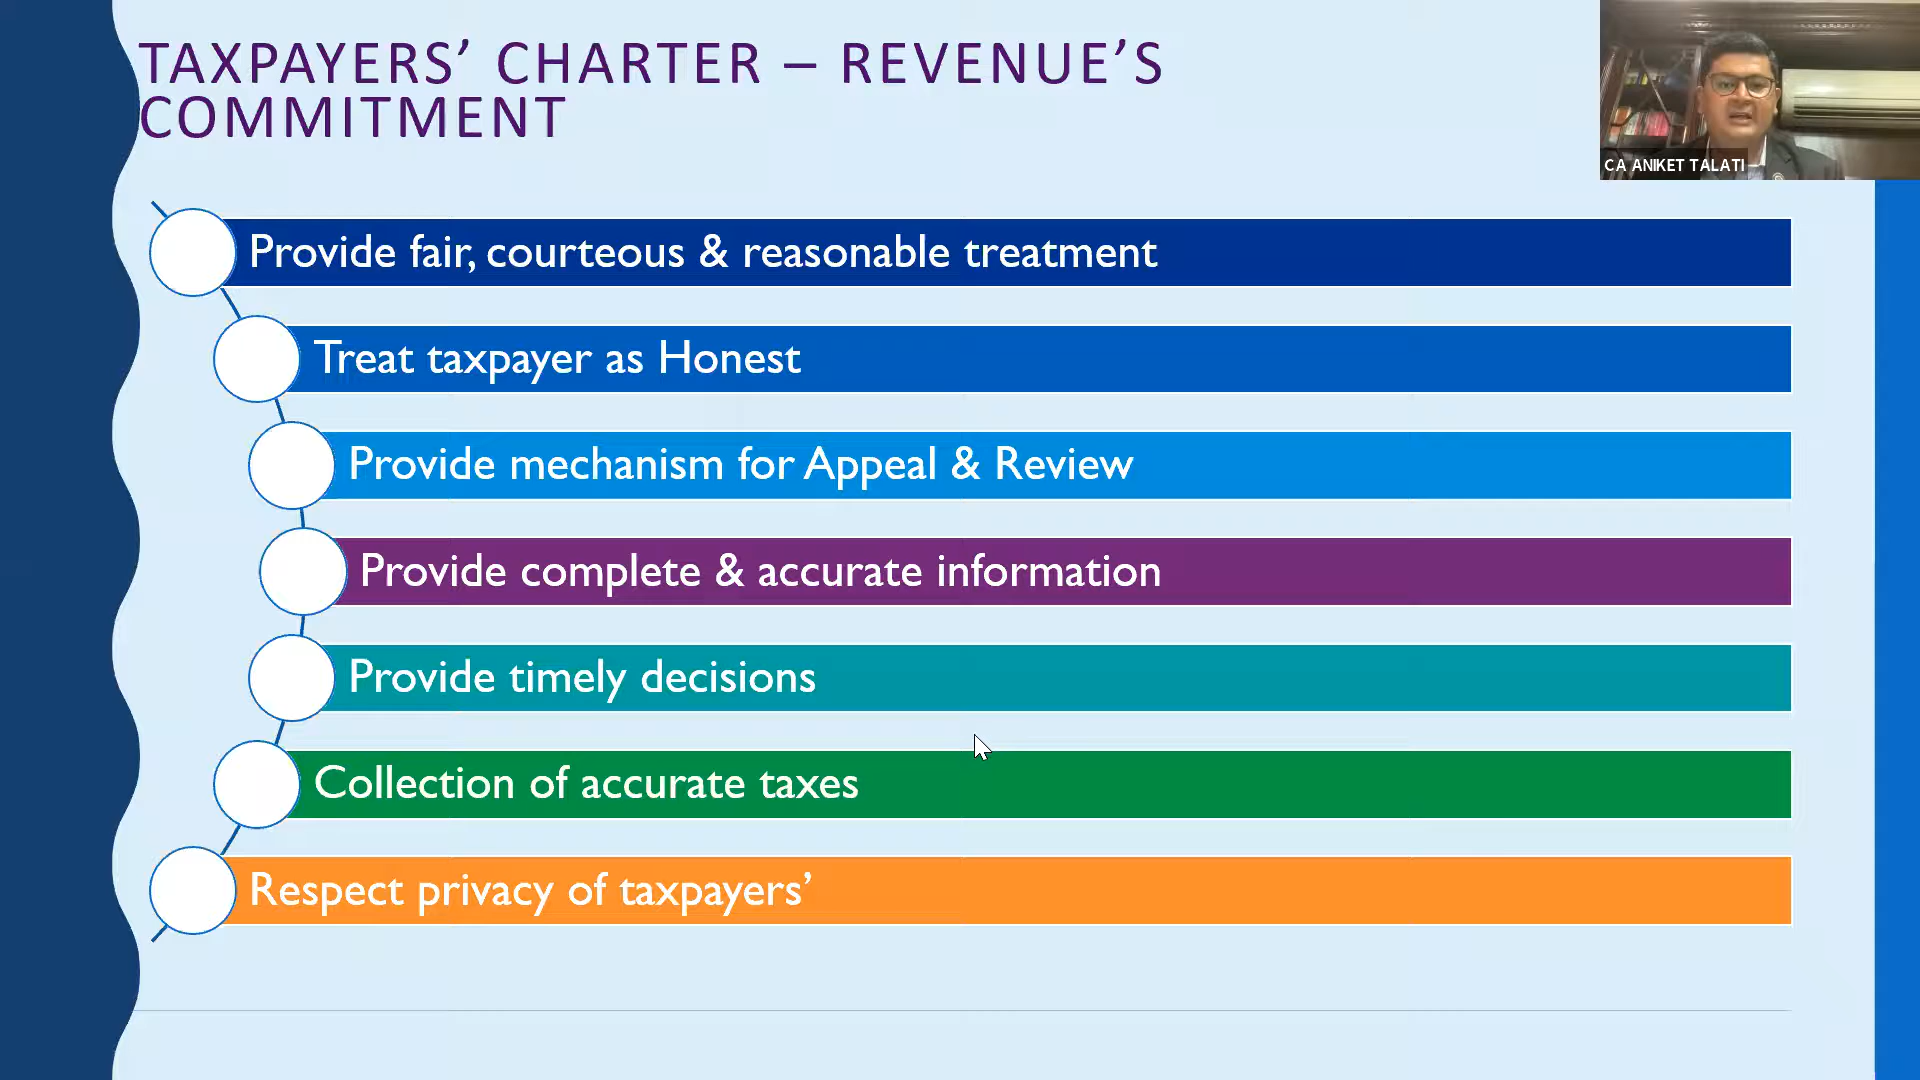 TAXPAYERS’ CHARTER – REVENUE’S
COMMITMENT
CA ANIKET TALATI
Provide fair, courteous & reasonable treatment
Treat taxpayer as Honest
Provide mechanism for Appeal & Review
Provide complete & accurate information
Provide timely decisions
Collection of accurate taxes
Respect privacy of taxpayers’